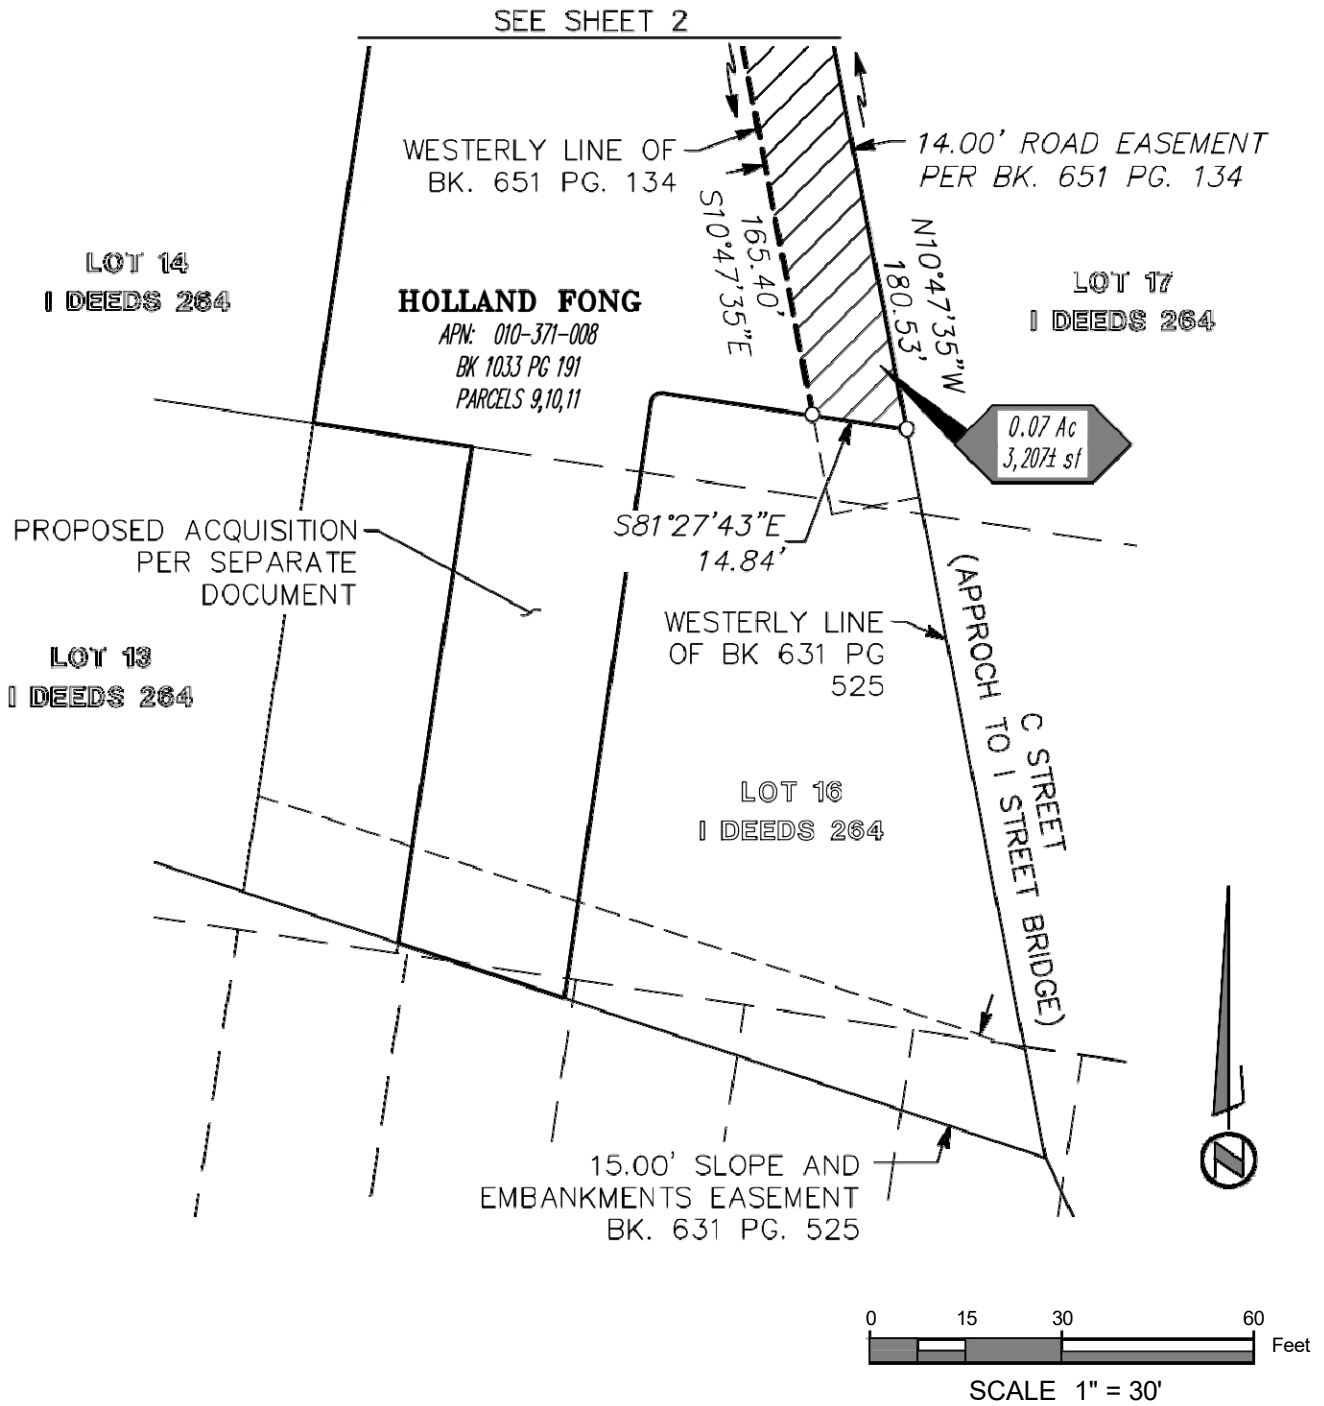 SEE SHEET 2
WESTERLY LINE OF
BK. 651 PG. 134
14.00' ROAD EASEMENT
PER BK. 651 PG. 134
165.40'
S10°47'35"E
N10°47'35"W
180.53'
LOT 14
I DEEDS 264
HOLLAND FONG
APN: 010-371-008
BK 1033 PG 191
PARCELS 9,10,11
LOT 17
I DEEDS 264
0.07 Ac
3,207± sf
S81°27'43"E
14.84'
PROPOSED ACQUISITION
PER SEPARATE
DOCUMENT
LOT 13
I DEEDS 264
WESTERLY LINE
OF BK 631 PG
525
C STREET
(APPROCH TO I STREET BRIDGE)
LOT 16
I DEEDS 264
15.00' SLOPE AND
EMBANKMENTS EASEMENT
BK. 631 PG. 525
N
0 15 30 60
Feet
SCALE 1" = 30'